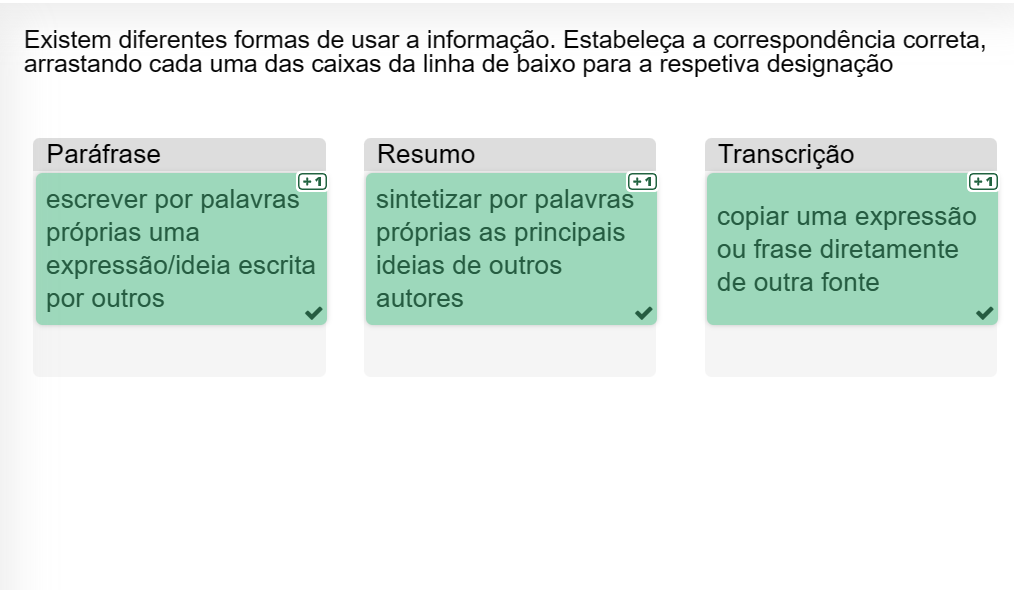 Existem diferentes formas de usar a informação. Estabeleça a correspondência correta,
arrastando cada uma das caixas da linha de baixo para a respetiva designação
Paráfrase
+1
escrever por palavras
próprias uma
expressão/ideia escrita
por outros
Resumo
+1
sintetizar por palavras
próprias as principais
ideias de outros
autores
Transcrição
+1
copiar uma expressão
ou frase diretamente
de outra fonte